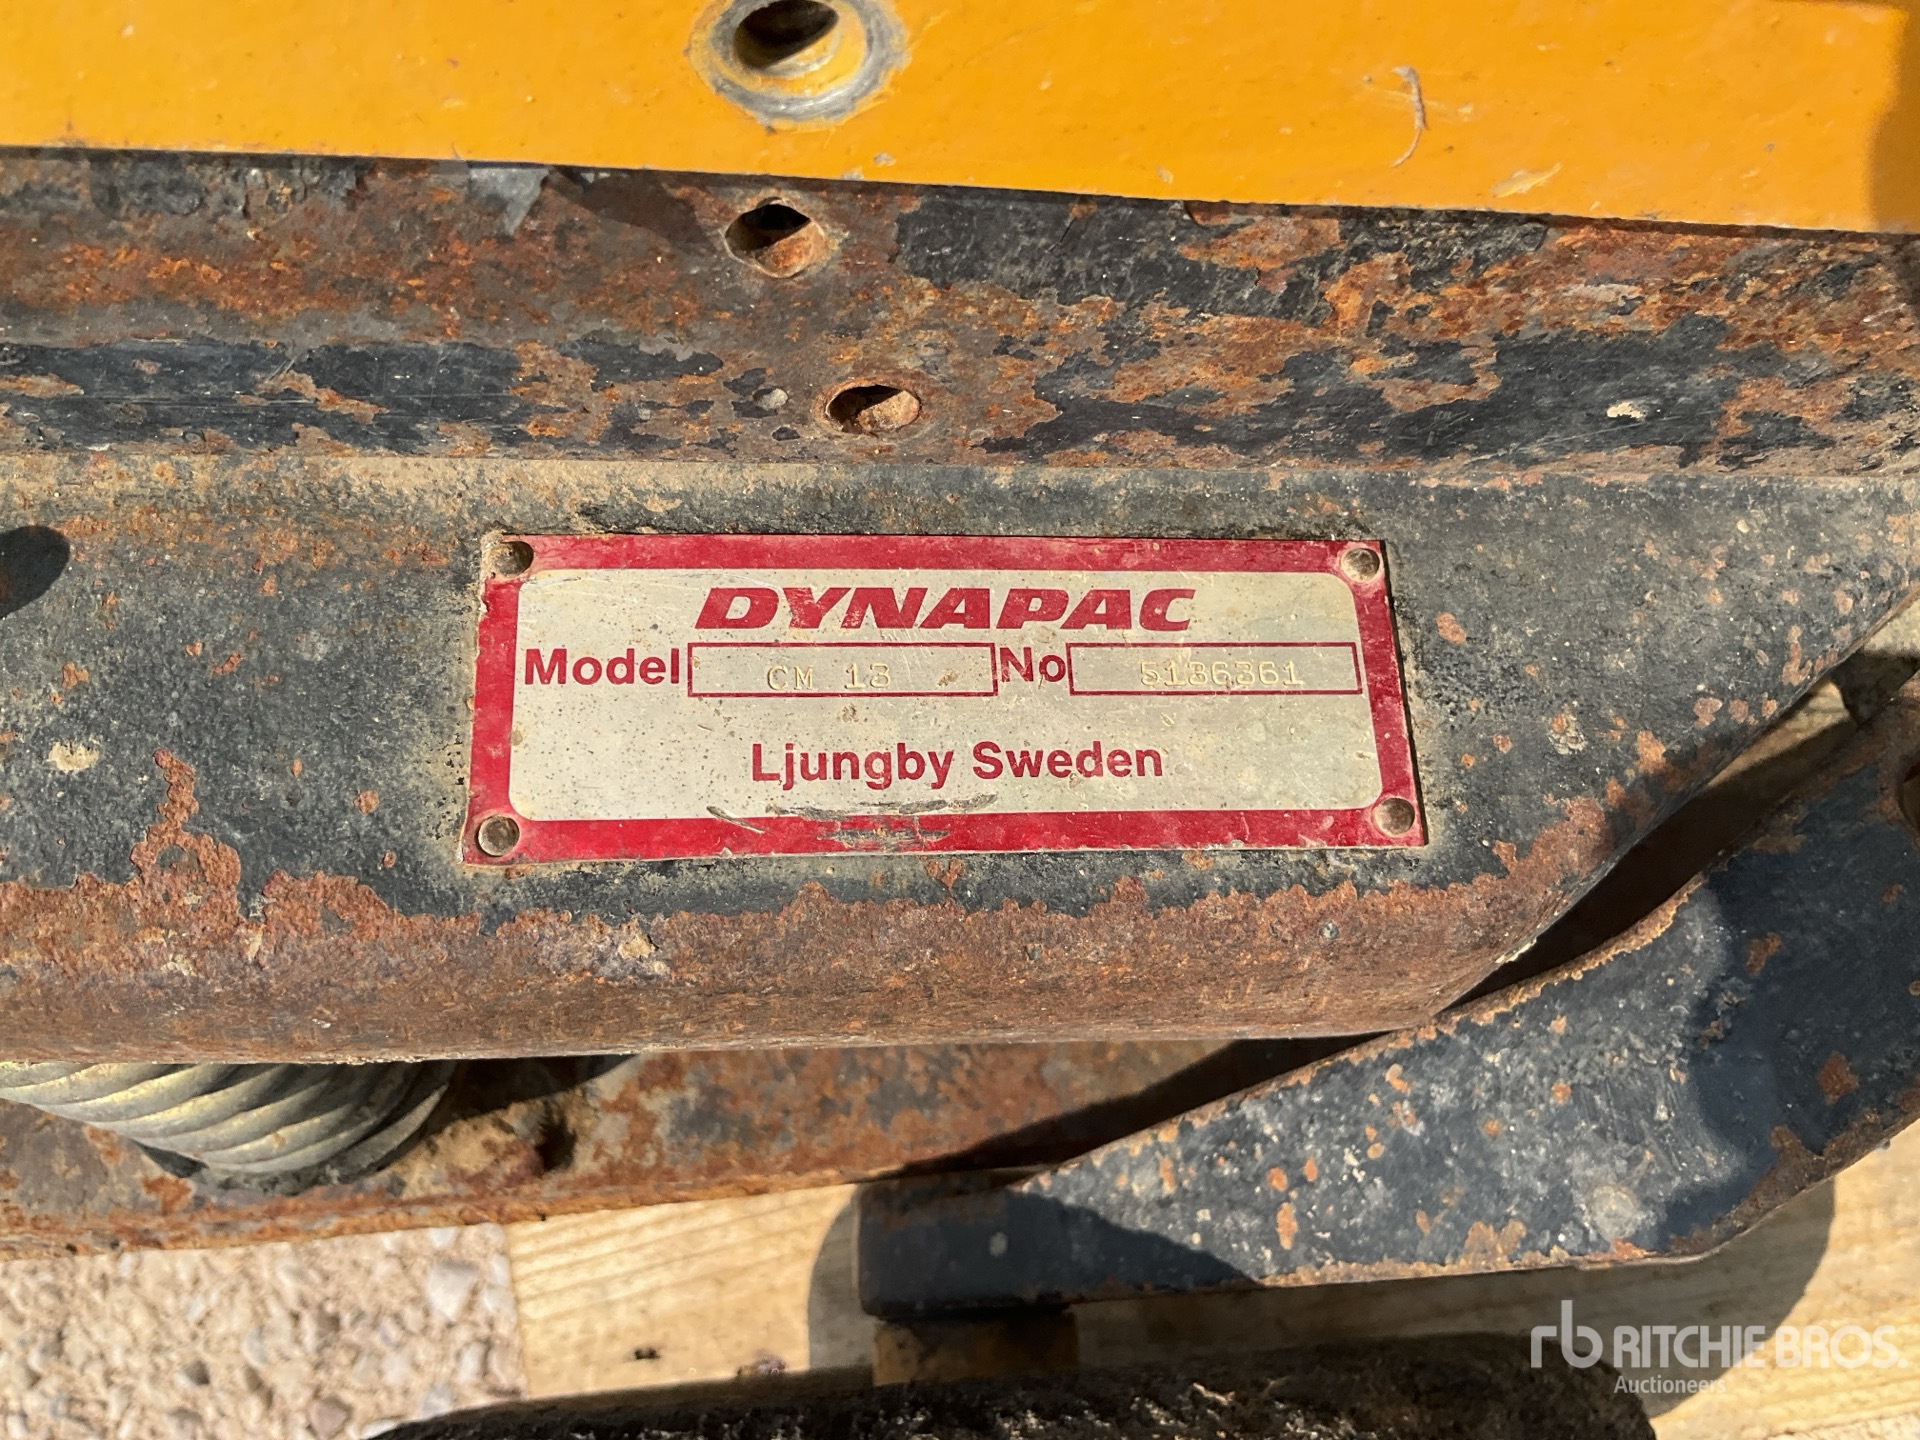 DYNAPAC
Model CM 13 No 5136361
Ljungby Sweden
rb RITCHIE BROS.
Auctioneers